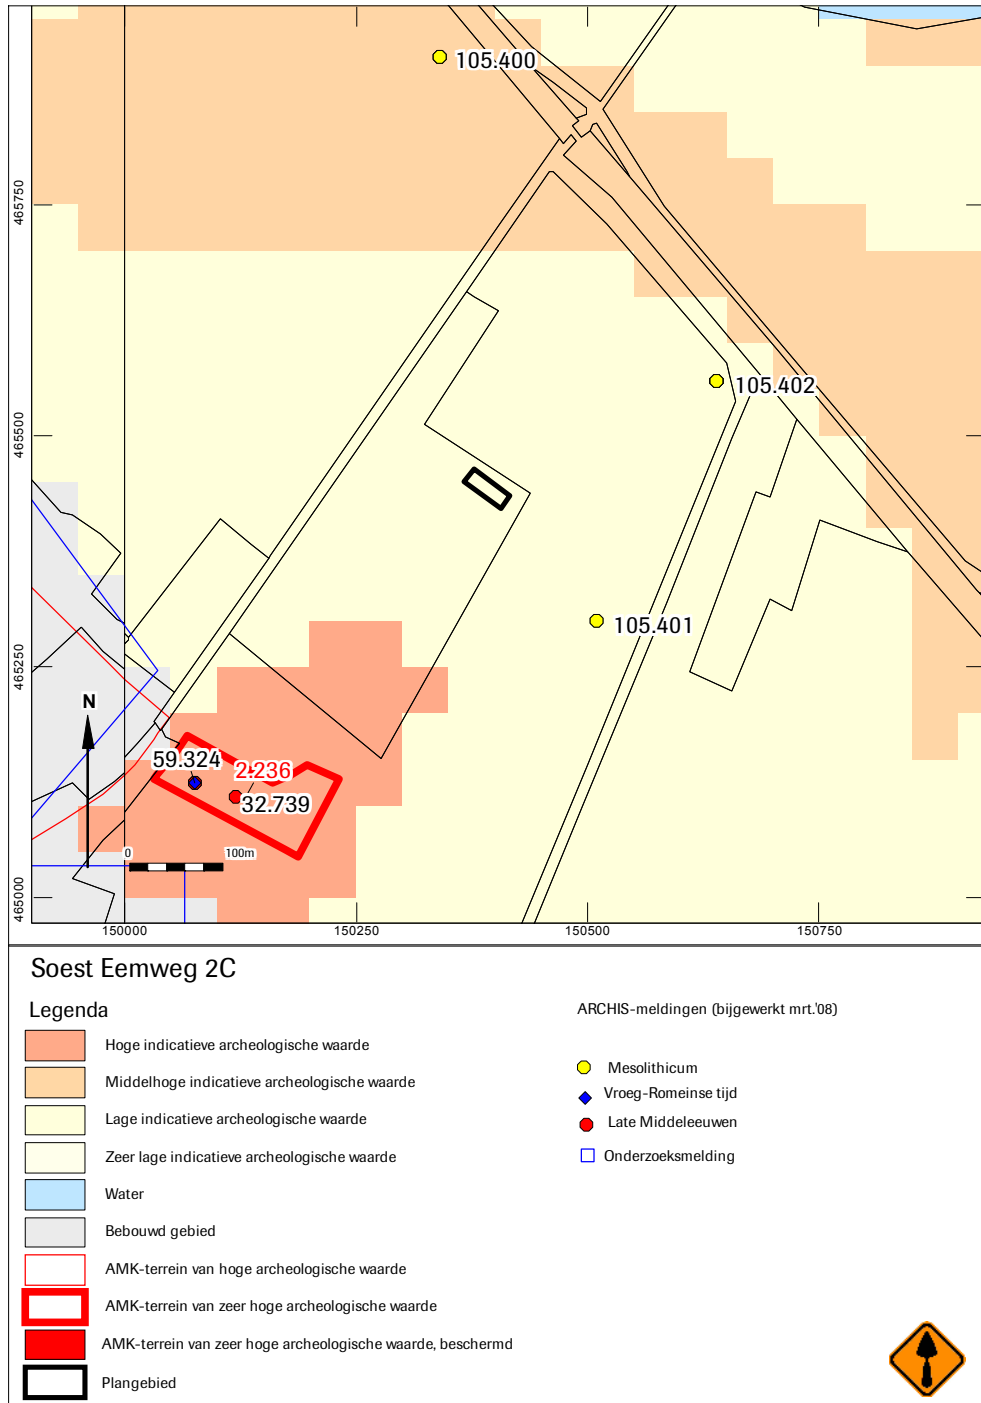 105.400
465750
105.402
465500
105.401
465250
N
59.324
2.236
32.739
0 100m
465000
150000 150250 150500 150750
Soest Eemweg 2C
Legenda
Hoge indicatieve archeologische waarde
Middelhoge indicatieve archeologische waarde
Lage indicatieve archeologische waarde
Zeer lage indicatieve archeologische waarde
Water
Bebouwd gebied
AMK-terrein van hoge archeologische waarde
AMK-terrein van zeer hoge archeologische waarde
AMK-terrein van zeer hoge archeologische waarde, beschermd
Plangebied
ARCHIS-meldingen (bijgewerkt mrt.'08)
Mesolithicum
Vroeg-Romeinse tijd
Late Middeleeuwen
Onderzoeksmelding